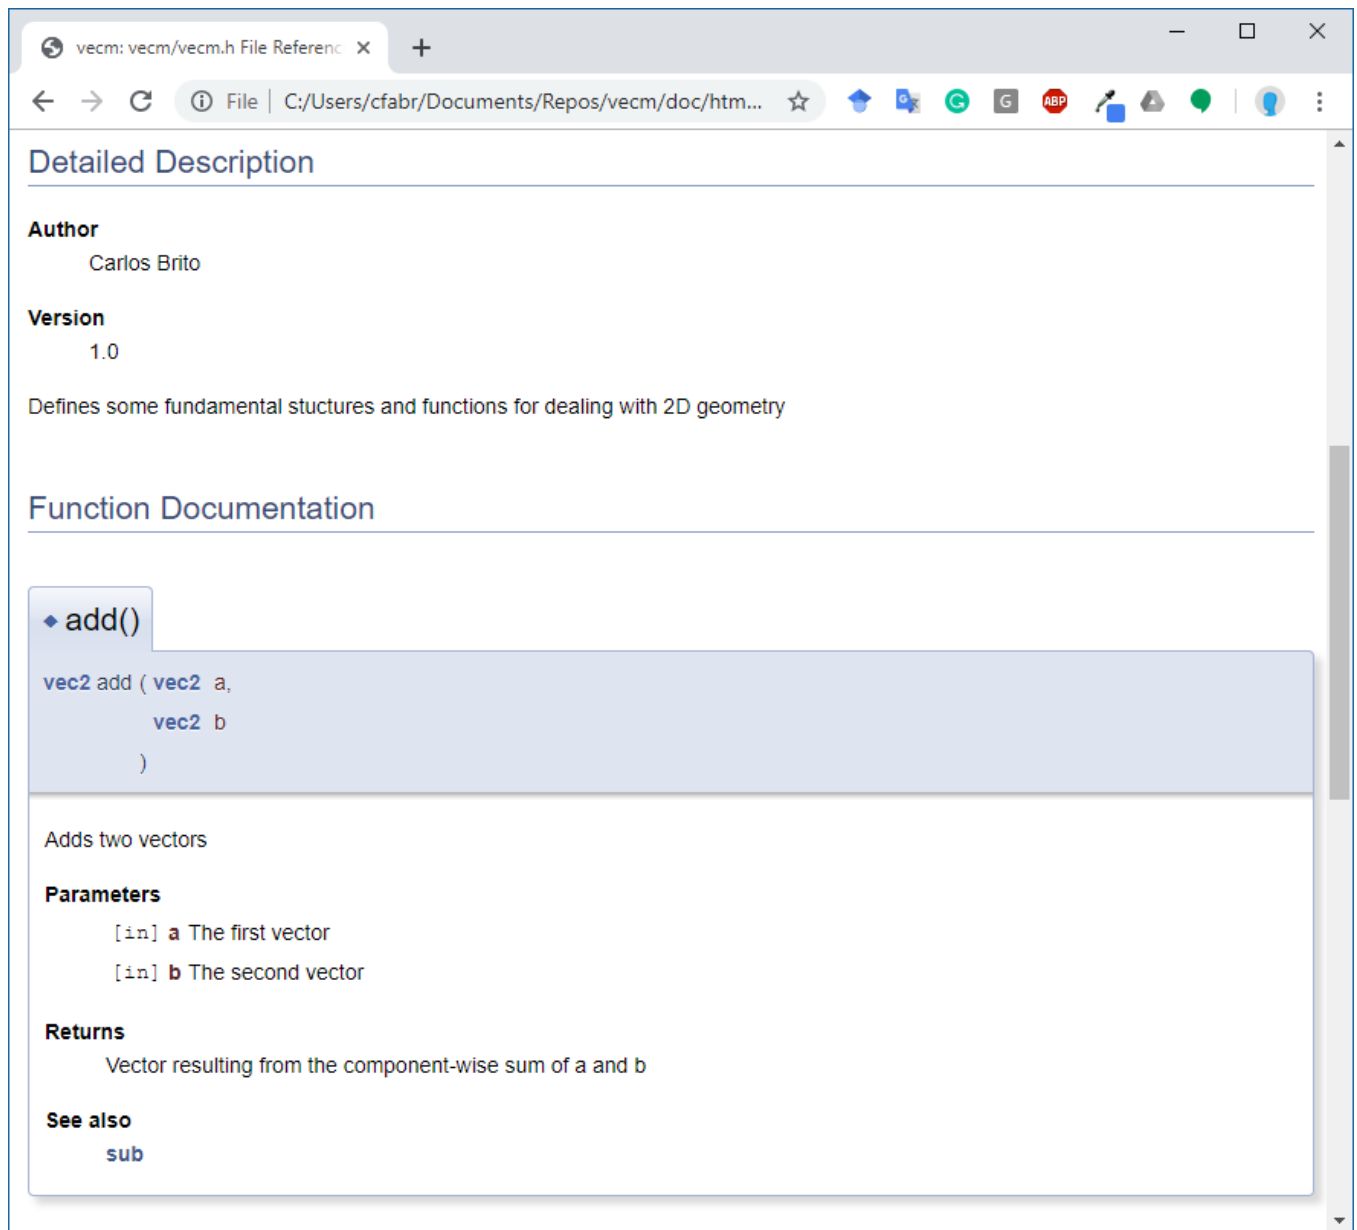 vecm: vecm/vecm.h File Referenc
File C:/Users/cfabr/Documents/Repos/vecm/doc/htm...
G
G
ABP
Detailed Description
Author
Carlos Brito
Version
1.0
Defines some fundamental stuctures and functions for dealing with 2D geometry
Function Documentation
add()
vec2 add ( vec2 a,
vec2 b
)
Adds two vectors
Parameters
[in] a The first vector
[in] b The second vector
Returns
Vector resulting from the component-wise sum of a and b
See also
sub